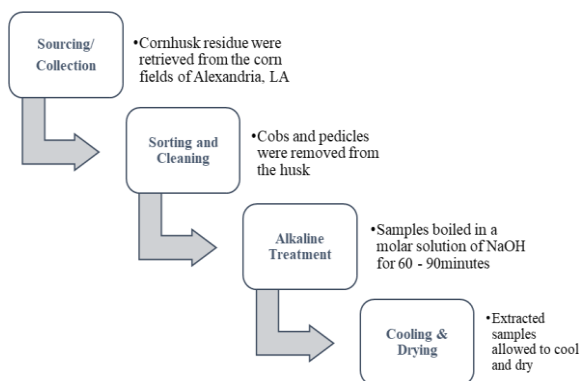 Sourcing/
Collection
•Cornhusk residue were
retrieved from the corn
fields of Alexandria, LA
Sorting and
Cleaning
•Cobs and pedicles
were removed from
the husk
Alkaline
Treatment
•Samples boiled in a
molar solution of NaOH
for 60 - 90minutes
Cooling &
Drying
•Extracted
samples
allowed to cool
and dry